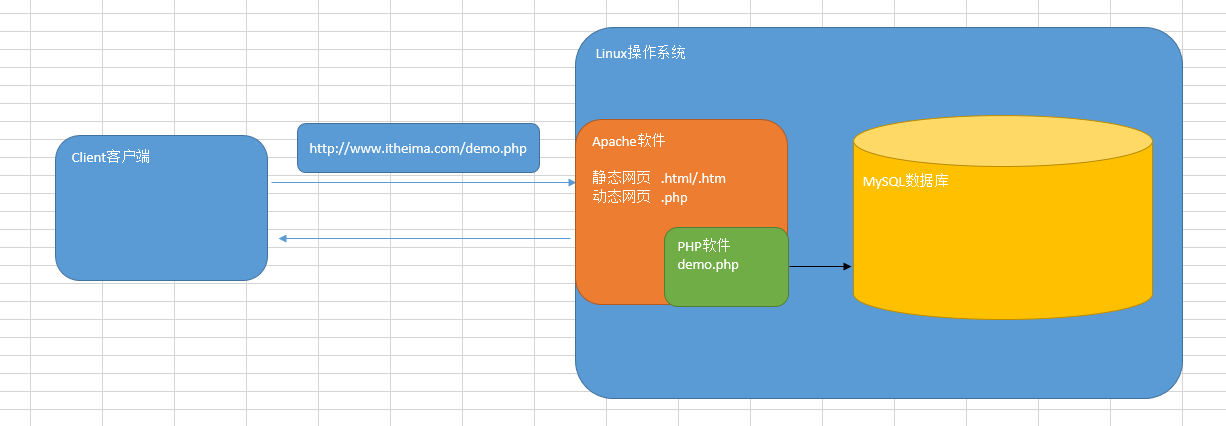 Linux操作系统
Client客户端
http://www.itheima.com/demo.php
Apache软件
静态网页 .html/.htm
动态网页 .php
PHP软件
demo.php
MySQL数据库